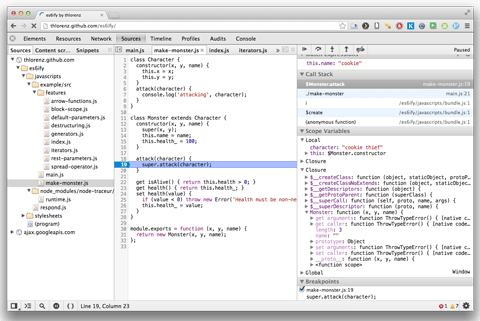 es6ify by thlorenz
thlorenz.github.com/es6ify/
Elements
Resources
Network
Sources
Timeline
Profiles
Audits
Console
Sources
Content scr...
Snippets
main.js
make-monster.js
index.js
iterators.js
Paused
thlorenz.github.com
es6ify
javascripts
example/src
features
arrow-functions.js
block-scope.js
default-parameters.js
destructuring.js
generators.js
index.js
iterators.js
rest-parameters.js
spread-operator.js
main.js
make-monster.js
node_modules/node-traceur/
runtime.js
respond.js
stylesheets
(program)
ajax.googleapis.com
class Character {
constructor(x, y) {
this.x = x;
this.y = y;
}
attack(character) {
console.log('attacking', character);
}
}
class Monster extends Character {
constructor(x, y, name) {
super(x, y);
this.name = name;
this.health_ = 100;
}
attack(character) {
19 super.attack(character);
}
get isAlive() { return this.health > 0; }
get health() { return this.health_; }
set health(value) {
if (value < 0) throw new Error("Health must be non-ne
this.health_ = value;
}
}
module.exports = function (x, y, name) {
return new Monster(x, y, name);
};
this.name: "cookie"
Call Stack
$Monsterattack make-monster.js:19
./make-monster main.js:21
i /es6ify/javascripts/bundle.js:1
$create /es6ify/javascripts/bundle.js:1
(anonymous function) /es6ify/javascripts/bundle.js:1
Scope Variables
Local
character: "cookie thief"
this: $Monster.constructor
Closure
Closure
$__createClass: function (object, staticObject, protoP
$__createClassNoExtends: function (object, staticObject
$__getDescriptors: function (object) {
$__getProtoParent: function (superClass) {
$__superCall: function (self, proto, name, args) {
$__superDescriptor: function (proto, name) {
Monster: function (x, y, name) {
get arguments: function ThrowTypeError() { [native c
get caller: function ThrowTypeError() { [native code
length: 3
name: ""
prototype: Object
set arguments: function ThrowTypeError() { [native c
set caller: function ThrowTypeError() { [native code
__proto__: function (x, y, name) {
<function scope>
Global Window
Breakpoints
make-monster.js:19
super.attack(character);
Line 19, Column 23
1
7